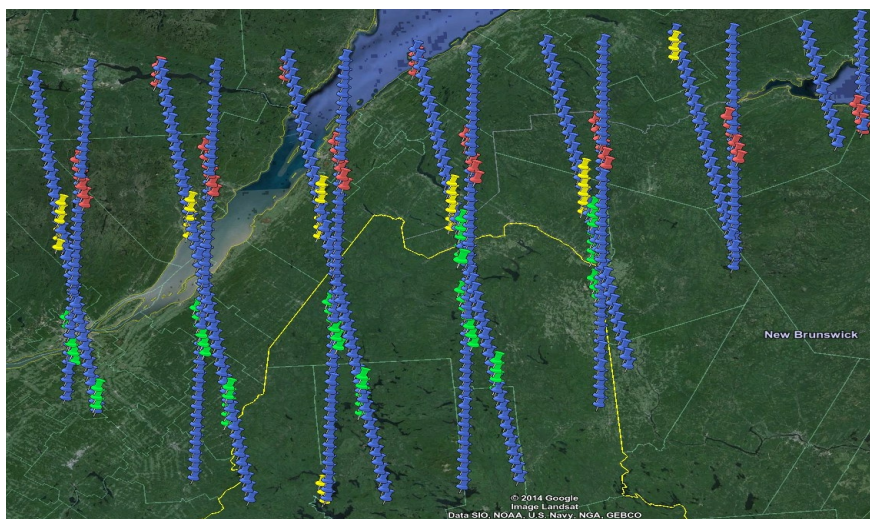 New Brunswick
© 2014 Google
Image Landsat
Data SIO, NOAA, U.S. Navy, NGA, GEBCO